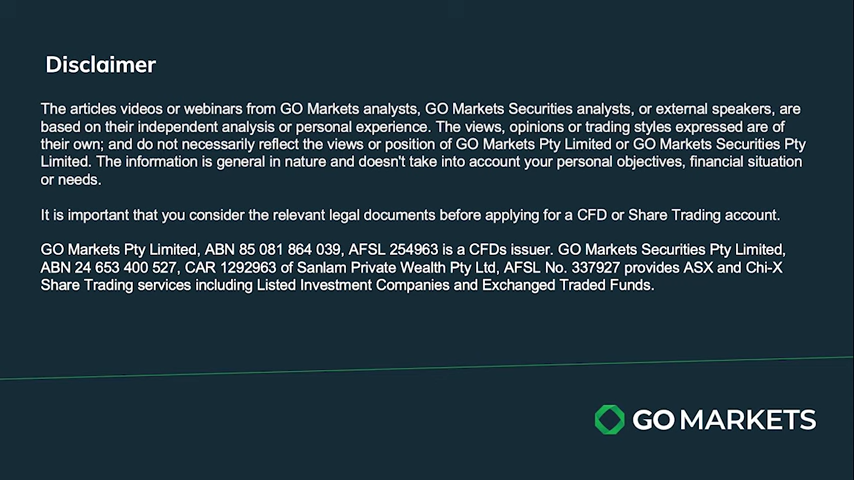 Disclaimer
The articles videos or webinars from GO Markets analysts, GO Markets Securities analysts, or external speakers, are
based on their independent analysis or personal experience. The views, opinions or trading styles expressed are of
their own; and do not necessarily reflect the views or position of GO Markets Pty Limited or GO Markets Securities Pty
Limited. The information is general in nature and doesn't take into account your personal objectives, financial situation
or needs.
It is important that you consider the relevant legal documents before applying for a CFD or Share Trading account.
GO Markets Pty Limited, ABN 85 081 864 039, AFSL 254963 is a CFDs issuer. GO Markets Securities Pty Limited,
ABN 24 653 400 527, CAR 1292963 of Sanlam Private Wealth Pty Ltd, AFSL No. 337927 provides ASX and Chi-X
Share Trading services including Listed Investment Companies and Exchanged Traded Funds.
GO MARKETS